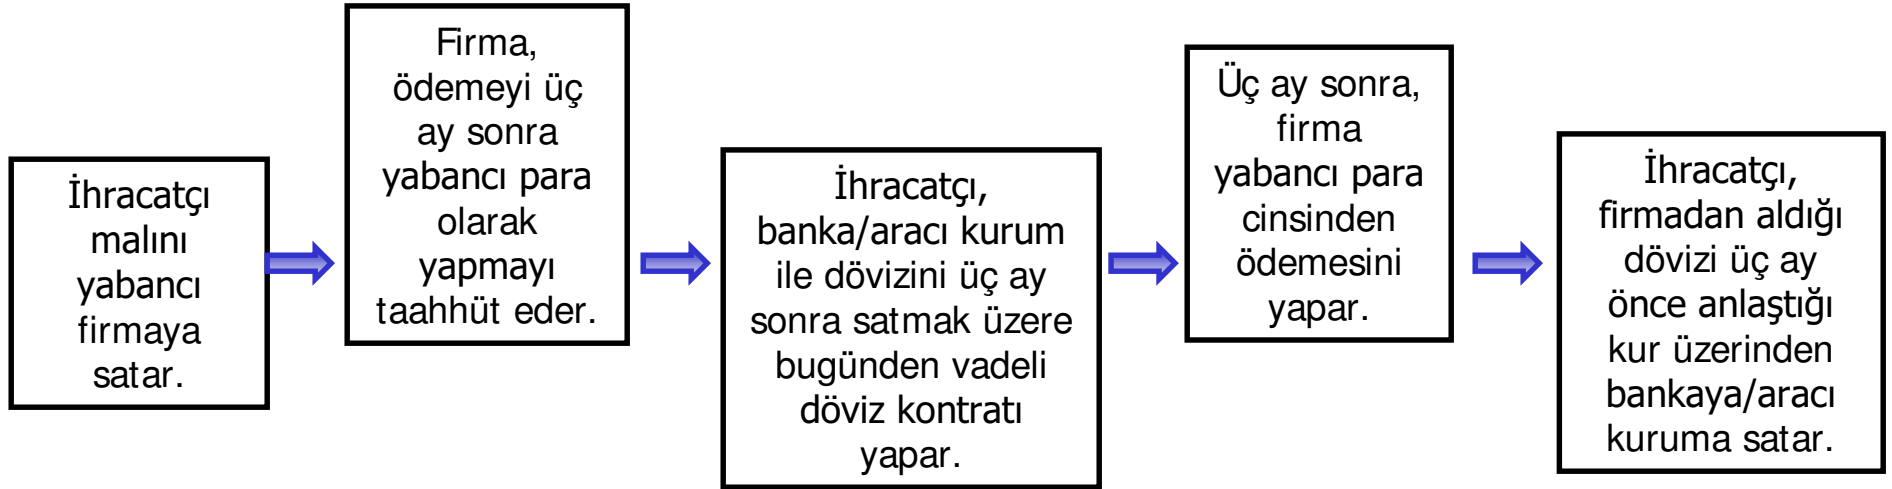 İhracatçı
malını
yabancı
firmaya
satar.
Firma,
ödemeyi üç
ay sonra
yabancı para
olarak
yapmayı
taahhüt eder.
İhracatçı,
banka/aracı kurum
ile dövizini üç ay
sonra satmak üzere
bugünden vadeli
döviz kontratı
yapar.
Üç ay sonra,
firma
yabancı para
cinsinden
ödemesini
yapar.
İhracatçı,
firmadan aldığı
dövizi üç ay
önce anlaştığı
kur üzerinden
bankaya/aracı
kuruma satar.